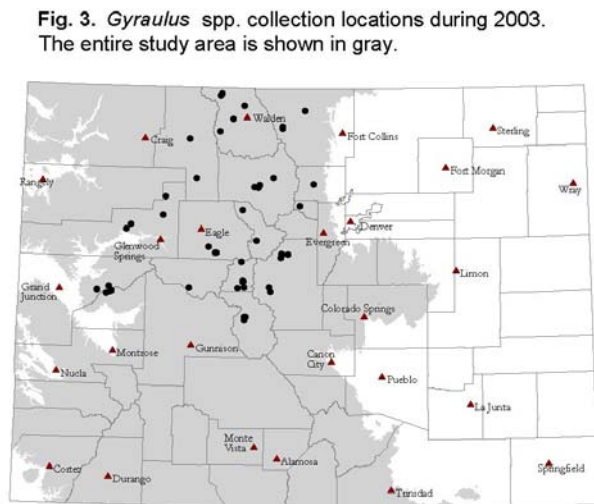 Fig. 3. Gyraulus spp. collection locations during 2003.
The entire study area is shown in gray.
Walden
Craig
Fort Collins
Sterling
Fort Morgan
Rangely
Wray
Eagle
Denver
Evergreen
Glenwood
Springs
Limon
Grand
Junction
Colorado Springs
Montrose
Gunnison
Canon
City
Nucla
Pueblo
La Junta
Monte
Vista
Alamosa
Cortez
Durango
Springfield
Trinidad